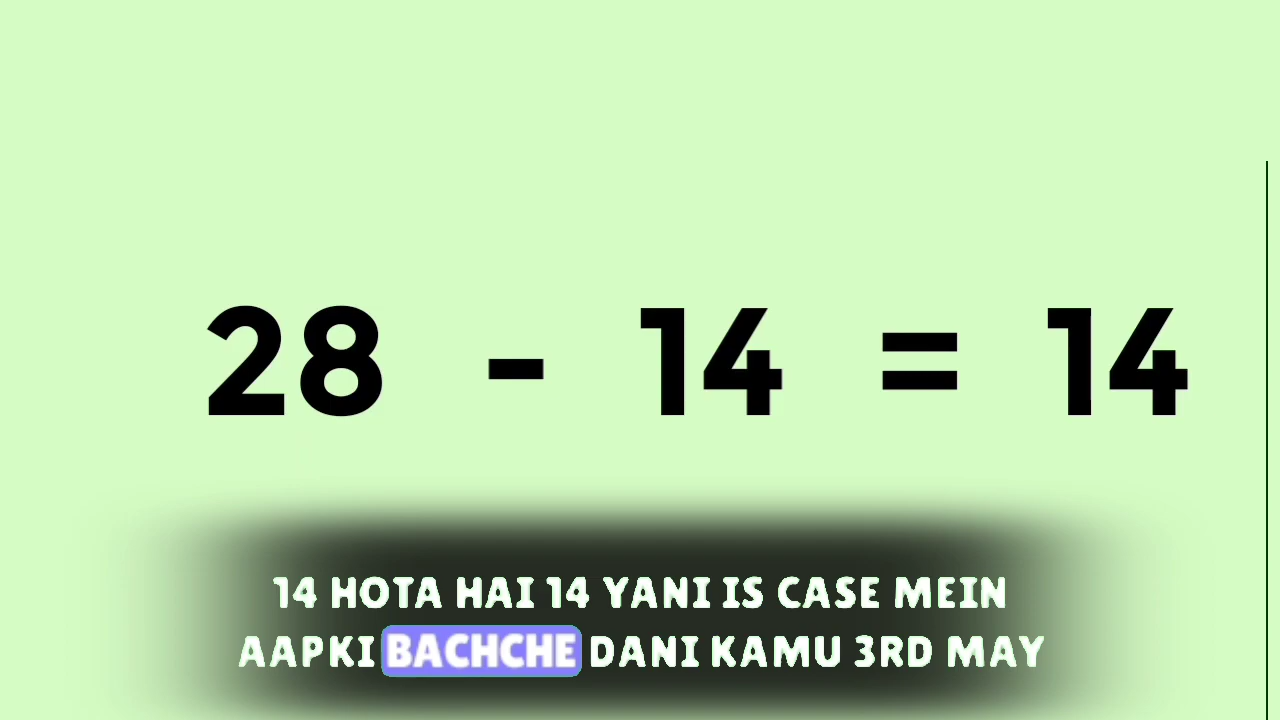 28 - 14 = 14
14 HOTA HAI 14 YANI IS CASE MEIN
AAPKI BACHCHE DANI KAMU 3RD MAY